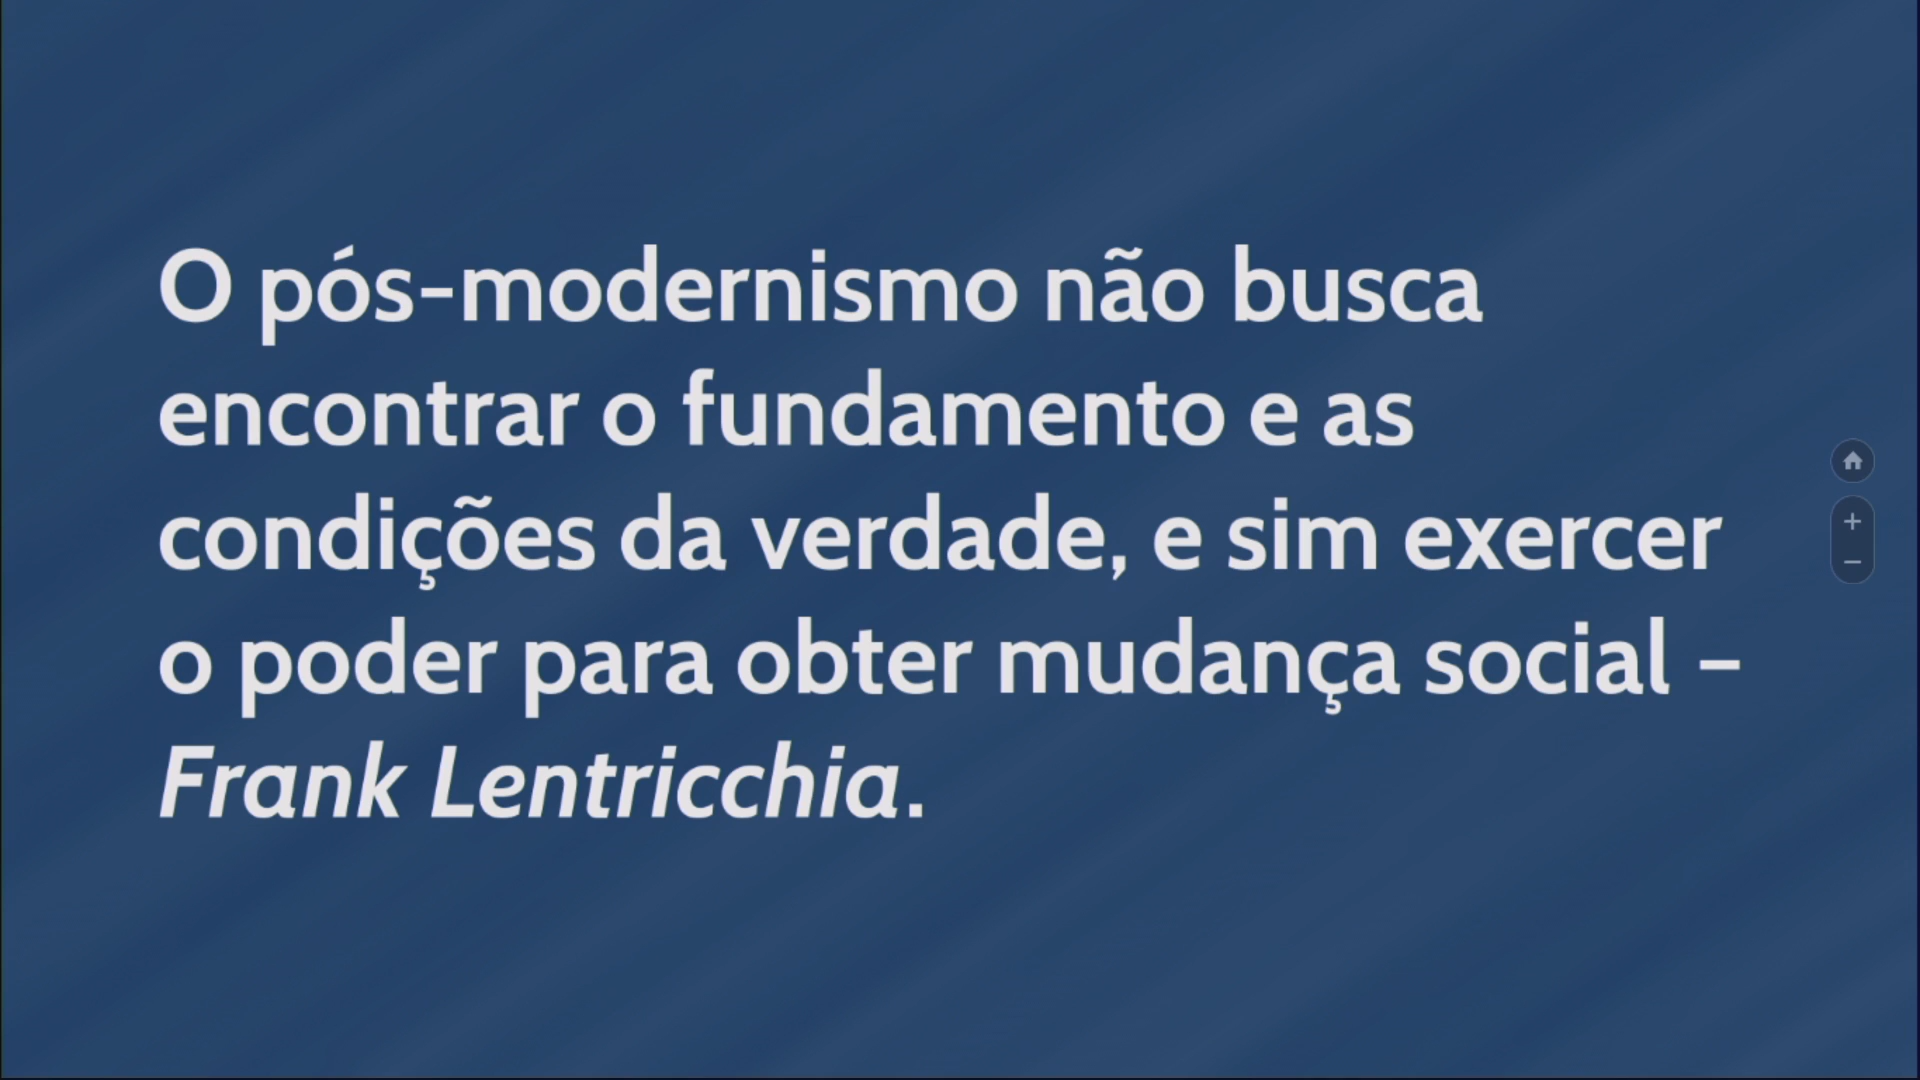 O pós-modernismo não busca
encontrar o fundamento e as
condições da verdade, e sim exercer
o poder para obter mudança social –
Frank Lentricchia.